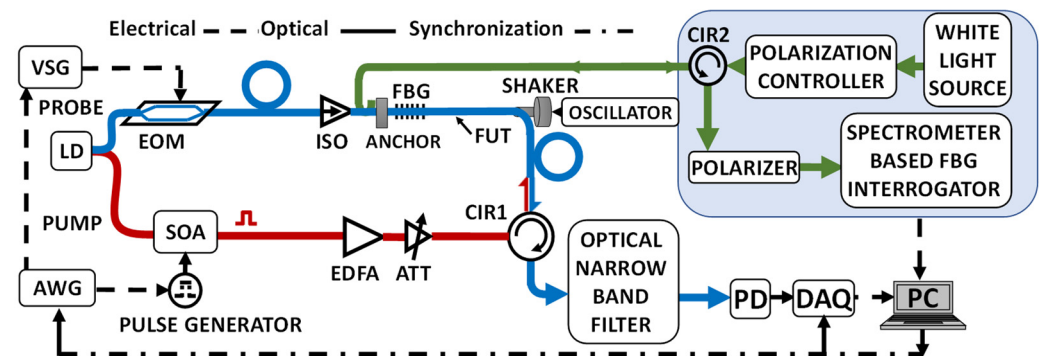 Electrical
Optical
Synchronization
VSG
PROBE
EOM
LD
ISO
FBG
ANCHOR
FUT
SHAKER
OSCILLATOR
CIR2
POLARIZATION
CONTROLLER
WHITE
LIGHT
SOURCE
POLARIZER
SPECTROMETER
BASED FBG
INTERROGATOR
PUMP
SOA
EDFA
ATT
CIR1
AWG
PULSE GENERATOR
OPTICAL
NARROW
BAND
FILTER
PD
DAQ
PC